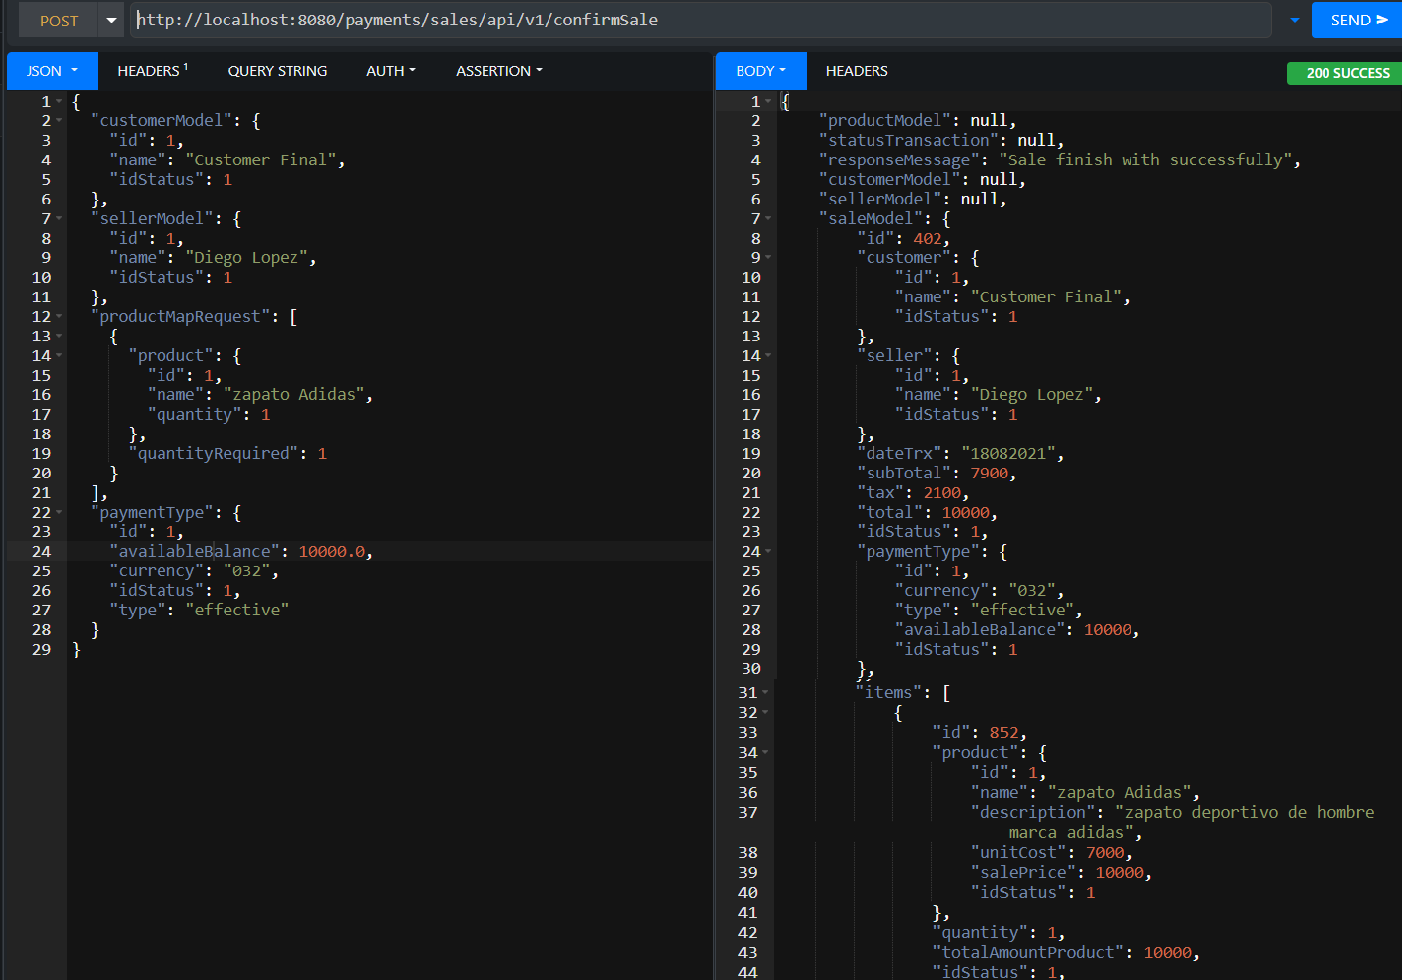 POST http://localhost:8080/payments/sales/api/v1/confirmSale SEND
JSON HEADERS 1 QUERY STRING AUTH ASSERTION
1 {
2 "customerModel": {
3 "id": 1,
4 "name": "Customer Final",
5 "idStatus": 1
6 },
7 "sellerModel": {
8 "id": 1,
9 "name": "Diego Lopez",
10 "idStatus": 1
11 },
12 "productMapRequest": [
13 {
14 "product": {
15 "id": 1,
16 "name": "zapato Adidas",
17 "quantity": 1
18 },
19 "quantityRequired": 1
20 }
21 ],
22 "paymentType": {
23 "id": 1,
24 "availableBalance": 10000.0,
25 "currency": "032",
26 "idStatus": 1,
27 "type": "effective"
28 }
29 }
BODY HEADERS 200 SUCCESS
1 {
2 "productModel": null,
3 "statusTransaction": null,
4 "responseMessage": "Sale finish with successfully",
5 "customerModel": null,
6 "sellerModel": null,
7 "saleModel": {
8 "id": 402,
9 "customer": {
10 "id": 1,
11 "name": "Customer Final",
12 "idStatus": 1
13 },
14 "seller": {
15 "id": 1,
16 "name": "Diego Lopez",
17 "idStatus": 1
18 },
19 "dateTrx": "18082021",
20 "subTotal": 7900,
21 "tax": 2100,
22 "total": 10000,
23 "idStatus": 1,
24 "paymentType": {
25 "id": 1,
26 "currency": "032",
27 "type": "effective",
28 "availableBalance": 10000,
29 "idStatus": 1
30 },
31 "items": [
32 {
33 "id": 852,
34 "product": {
35 "id": 1,
36 "name": "zapato Adidas",
37 "description": "zapato deportivo de hombre
marca adidas",
38 "unitCost": 7000,
39 "salePrice": 10000,
40 "idStatus": 1
41 },
42 "quantity": 1,
43 "totalAmountProduct": 10000,
44 "idStatus": 1,